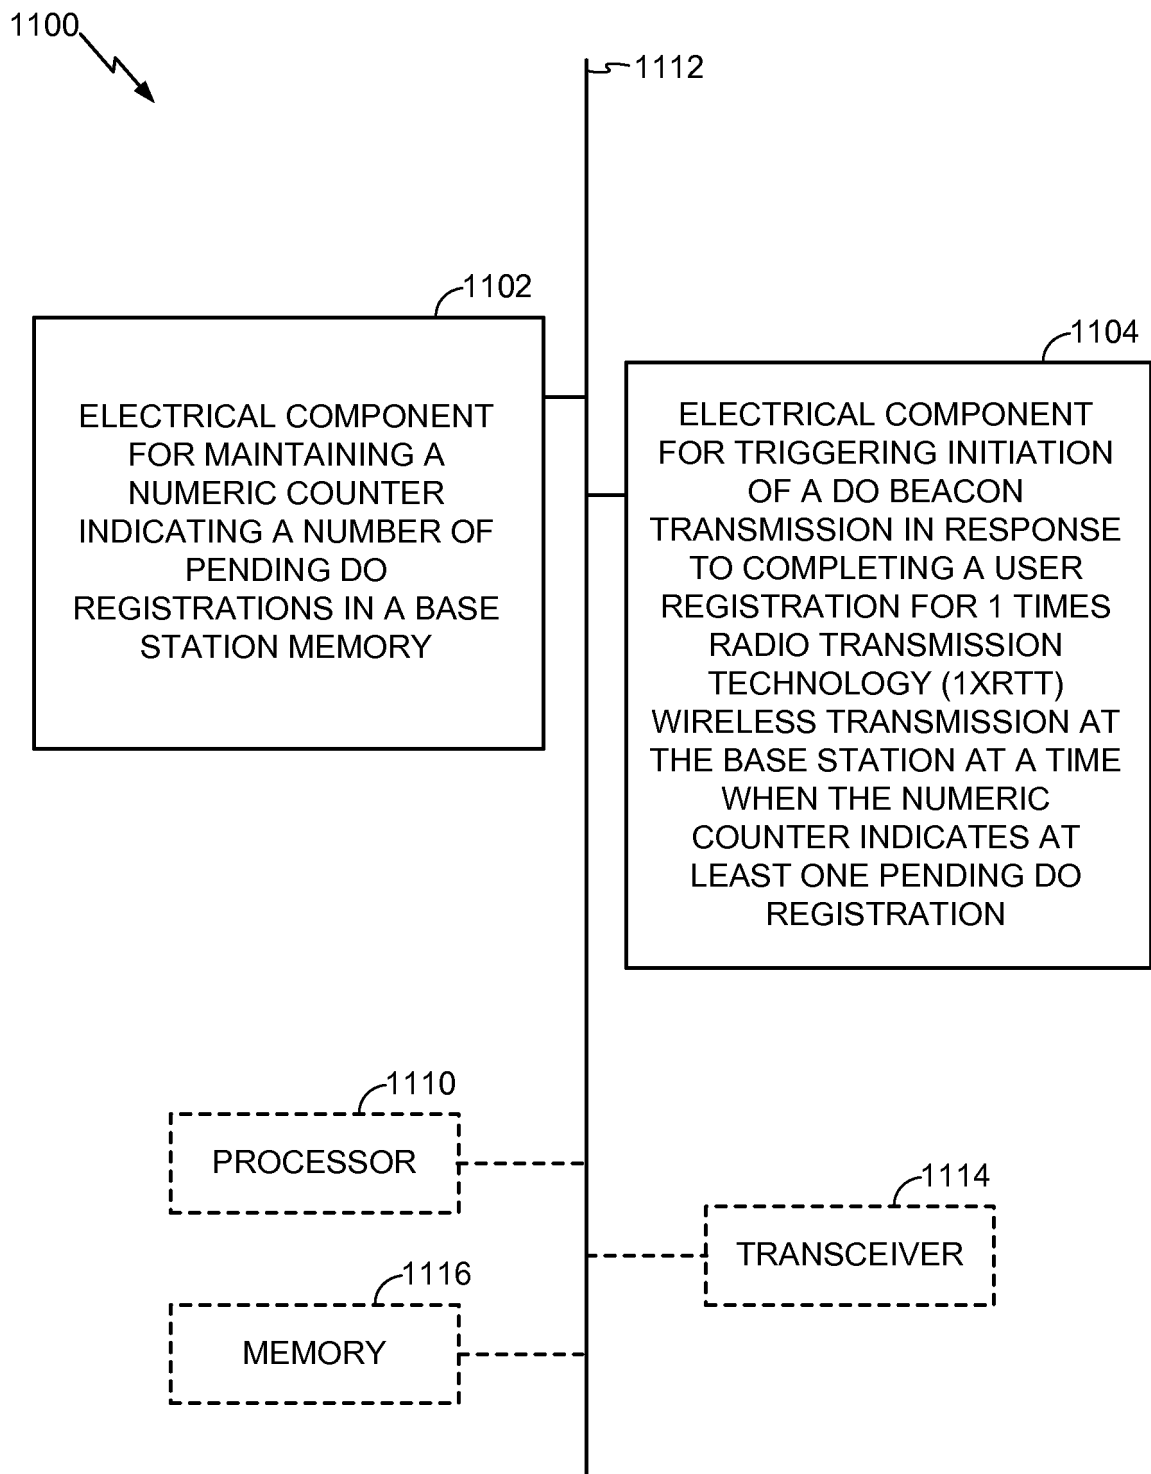 1100
1112
1102
ELECTRICAL COMPONENT
FOR MAINTAINING A
NUMERIC COUNTER
INDICATING A NUMBER OF
PENDING DO
REGISTRATIONS IN A BASE
STATION MEMORY
1104
ELECTRICAL COMPONENT
FOR TRIGGERING INITIATION
OF A DO BEACON
TRANSMISSION IN RESPONSE
TO COMPLETING A USER
REGISTRATION FOR 1 TIMES
RADIO TRANSMISSION
TECHNOLOGY (1XRTT)
WIRELESS TRANSMISSION AT
THE BASE STATION AT A TIME
WHEN THE NUMERIC
COUNTER INDICATES AT
LEAST ONE PENDING DO
REGISTRATION
1110
PROCESSOR
1114
TRANSCEIVER
1116
MEMORY